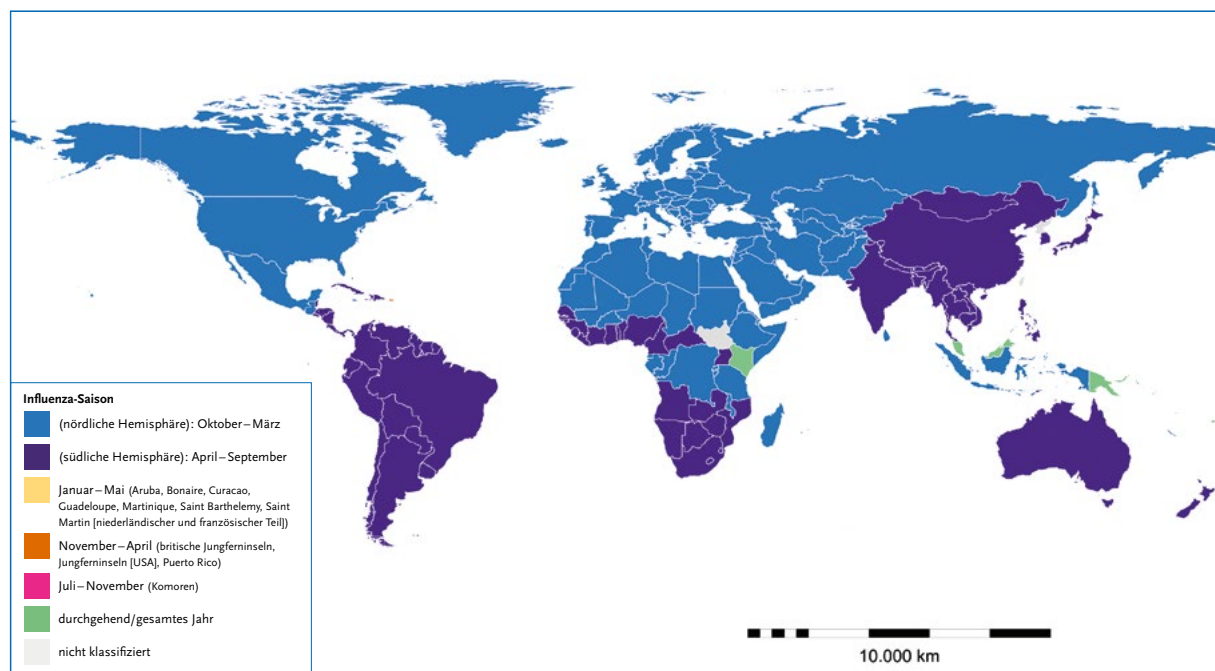 Influenza-Saison
(nördliche Hemisphäre): Oktober–März
(südliche Hemisphäre): April–September
Januar–Mai (Aruba, Bonaire, Curacao,
Guadeloupe, Martinique, Saint Barthelemy, Saint
Martin [niederländischer und französischer Teil])
November–April (britische Jungferninseln,
Jungferninseln [USA], Puerto Rico)
Juli–November (Komoren)
durchgehend/gesamtes Jahr
nicht klassifiziert
10.000 km